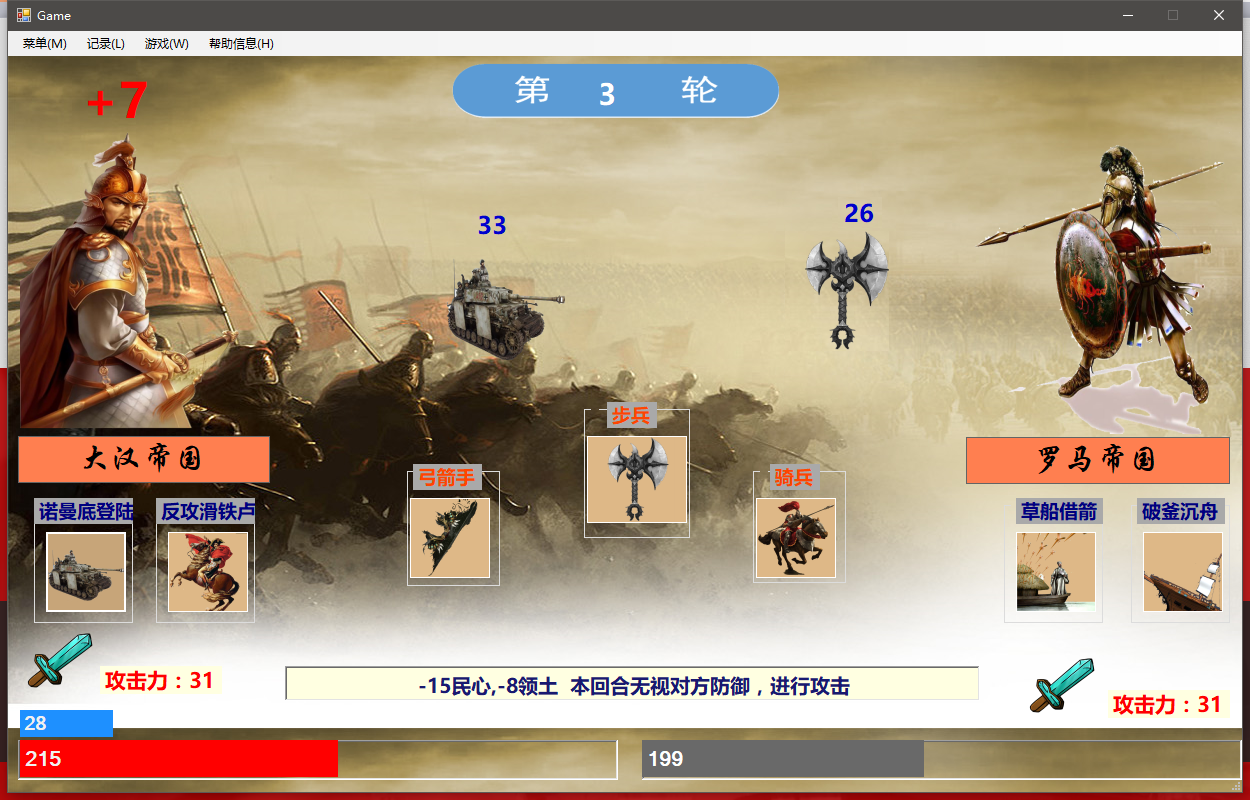 Game
菜单(M) 记录(L) 游戏(W) 帮助信息(H)
+7
第 3 轮
33
26
大汉帝国
罗马帝国
步兵
弓箭手
骑兵
诺曼底登陆
反攻滑铁卢
草船借箭
破釜沉舟
攻击力：31
-15民心,-8领土 本回合无视对方防御，进行攻击
攻击力：31
28
215
199